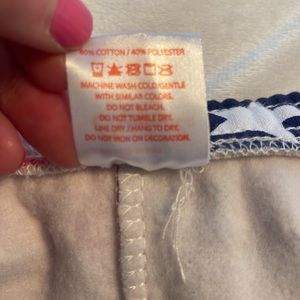 60% COTTON / 40% POLYESTER
MACHINE WASH COLD/GENTLE
WITH SIMILAR COLORS.
DO NOT BLEACH.
DO NOT TUMBLE DRY.
LINE DRY / HANG TO DRY.
DO NOT IRON ON DECORATION.